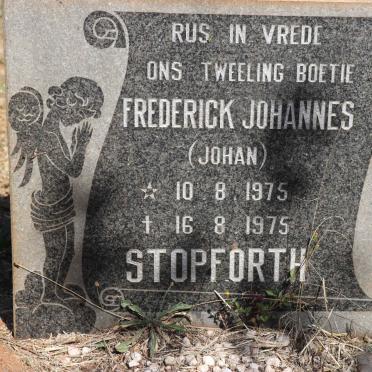 RUS IN VREDE
ONS TWEELING BOETIE
FREDERICK JOHANNES
(JOHAN)
☆ 10 8.1975
† 16 8.1975
STOPFORTH